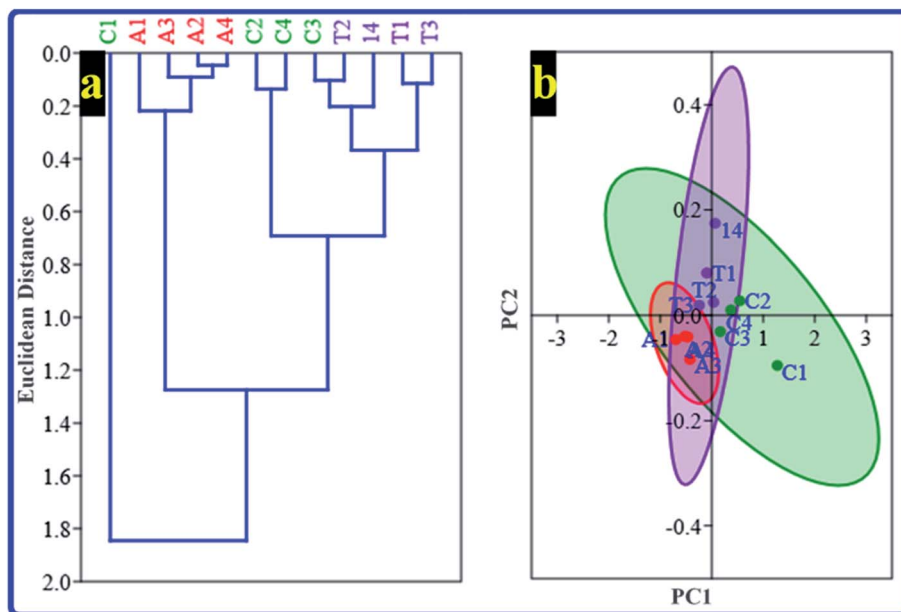 C1 A1 A3 A2 A4 C2 C4 C3 T2 14 T1 T3
a
0.0
0.2
0.4
0.6
0.8
1.0
1.2
1.4
1.6
1.8
2.0
Euclidean Distance
b
0.4
0.2
0.0
-0.2
-0.4
-3 -2 -1 1 2 3
14
T1
T2
T3
C2
C4
C3
C1
A1
A2
A3
PC2
PC1